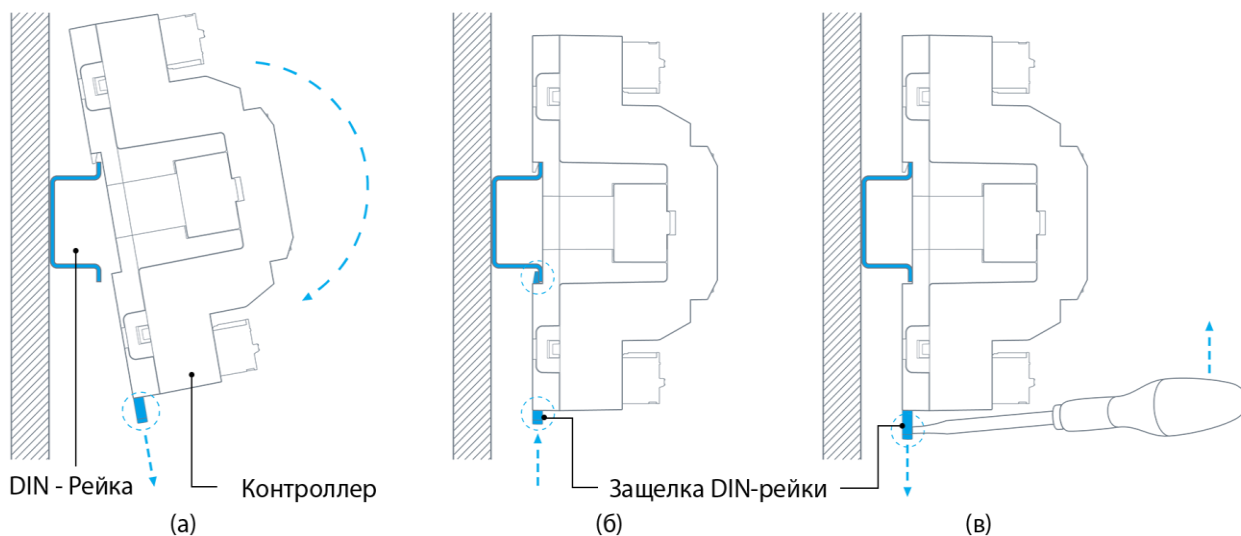 DIN - Рейка
Контроллер
Защелка DIN-рейки
(а)
(б)
(в)